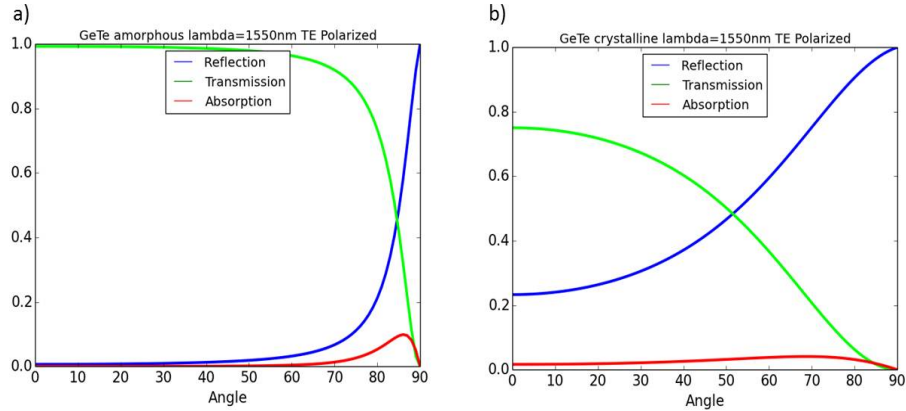 a)
GeTe amorphous lambda=1550nm TE Polarized
1.0
0.8
0.6
0.4
0.2
0.0
0 10 20 30 40 50 60 70 80 90
Angle
Reflection
Transmission
Absorption
b)
GeTe crystalline lambda=1550nm TE Polarized
1.0
0.8
0.6
0.4
0.2
0.0
0 10 20 30 40 50 60 70 80 90
Angle
Reflection
Transmission
Absorption